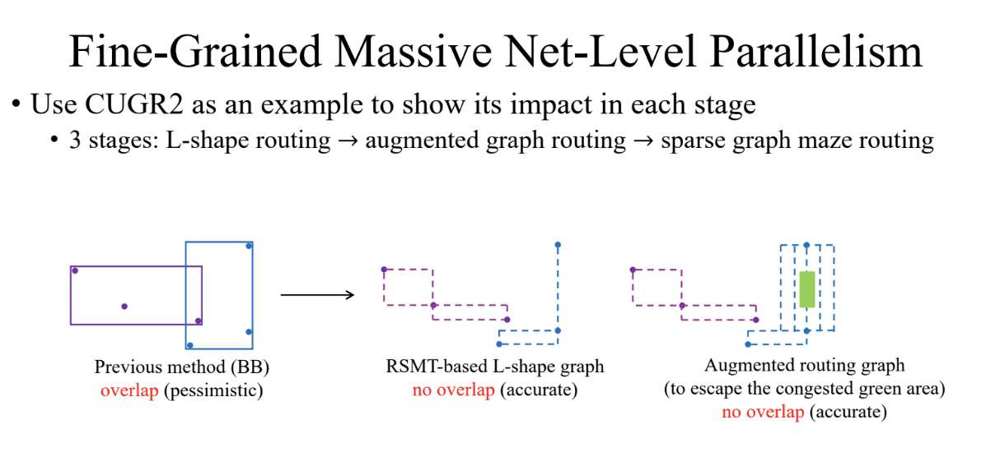 Fine-Grained Massive Net-Level Parallelism
• Use CUGR2 as an example to show its impact in each stage
• 3 stages: L-shape routing → augmented graph routing → sparse graph maze routing
Previous method (BB)
overlap (pessimistic)
RSMT-based L-shape graph
no overlap (accurate)
Augmented routing graph
(to escape the congested green area)
no overlap (accurate)